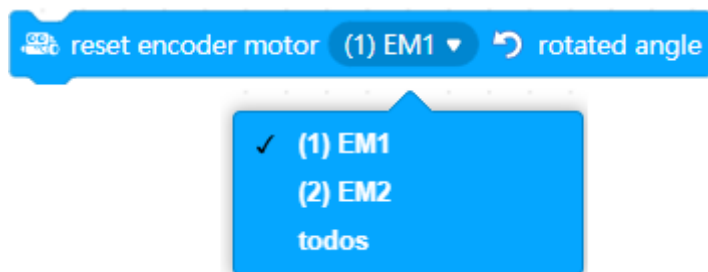 reset encoder motor (1) EM1 rotated angle
(1) EM1
(2) EM2
todos